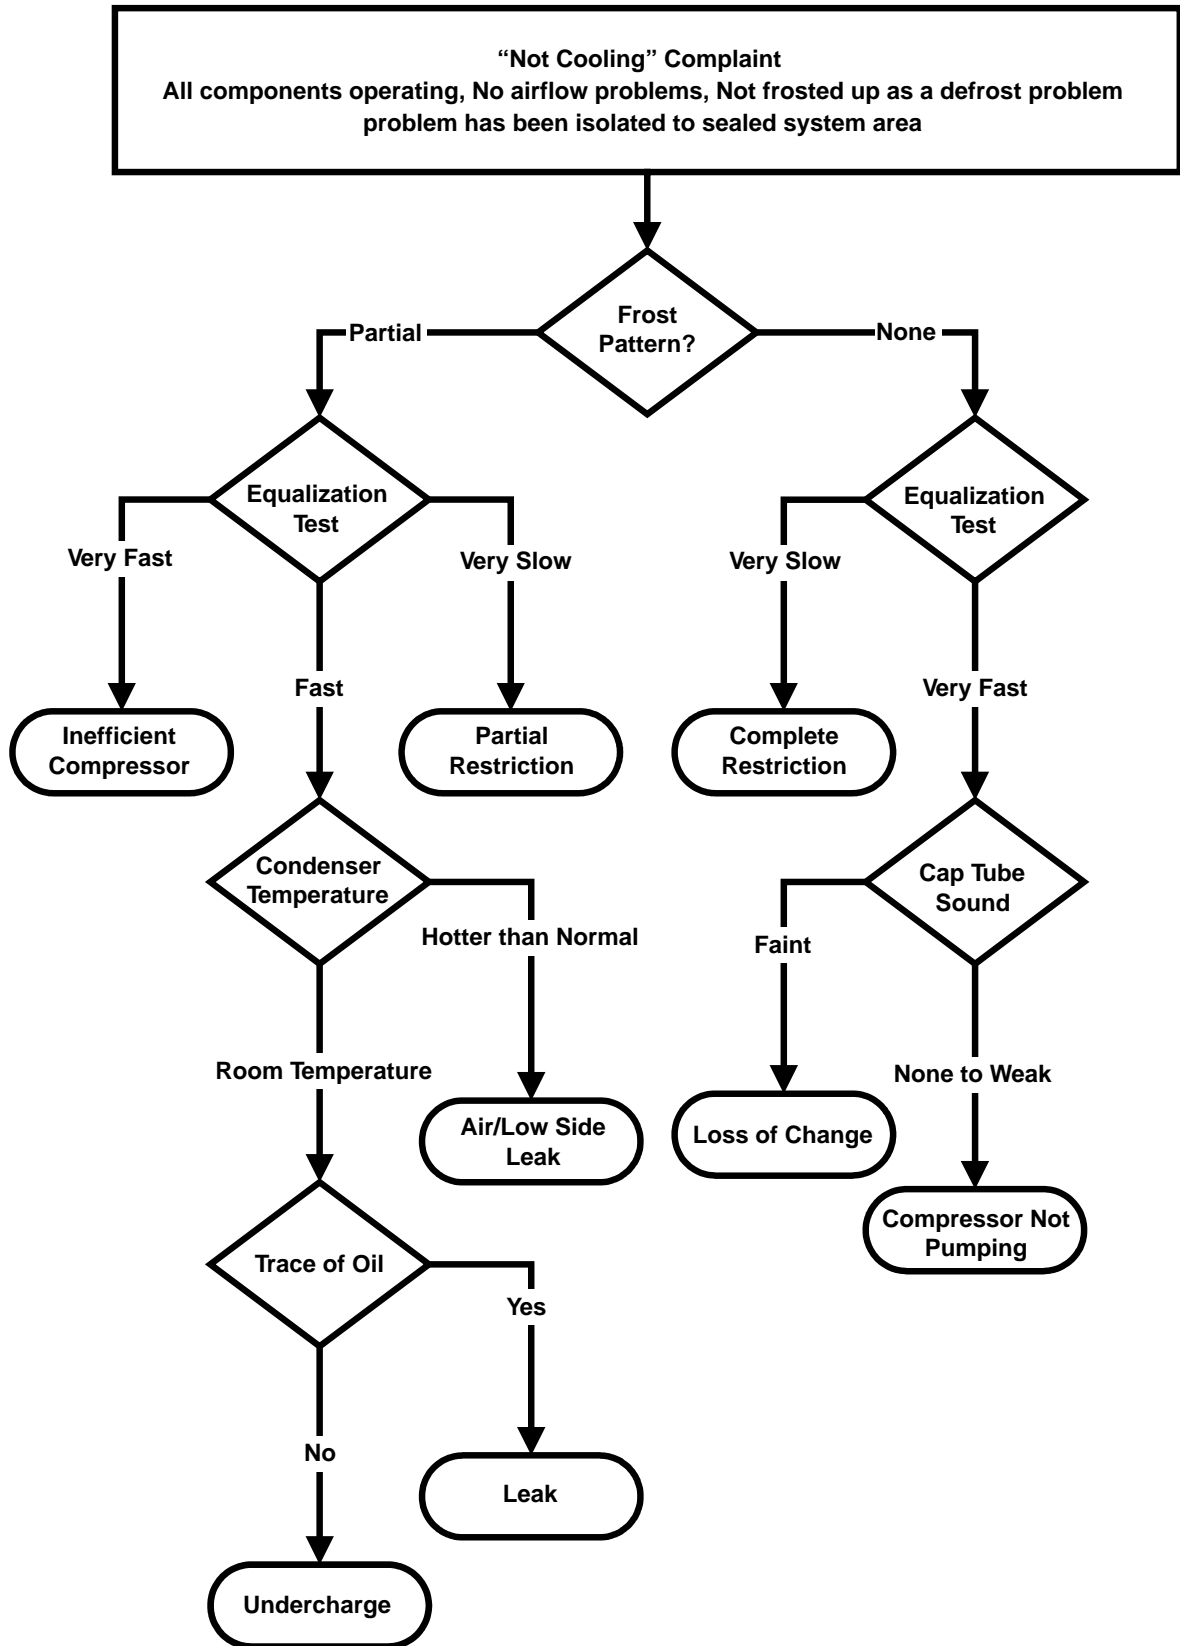 “Not Cooling” Complaint
All components operating, No airflow problems, Not frosted up as a defrost problem
problem has been isolated to sealed system area
Frost
Pattern?
Partial
None
Equalization
Test
Equalization
Test
Very Fast
Very Slow
Very Slow
Fast
Very Fast
Inefficient
Compressor
Partial
Restriction
Complete
Restriction
Condenser
Temperature
Cap Tube
Sound
Hotter than Normal
Faint
Room Temperature
None to Weak
Air/Low Side
Leak
Loss of Change
Compressor Not
Pumping
Trace of Oil
Yes
No
Leak
Undercharge